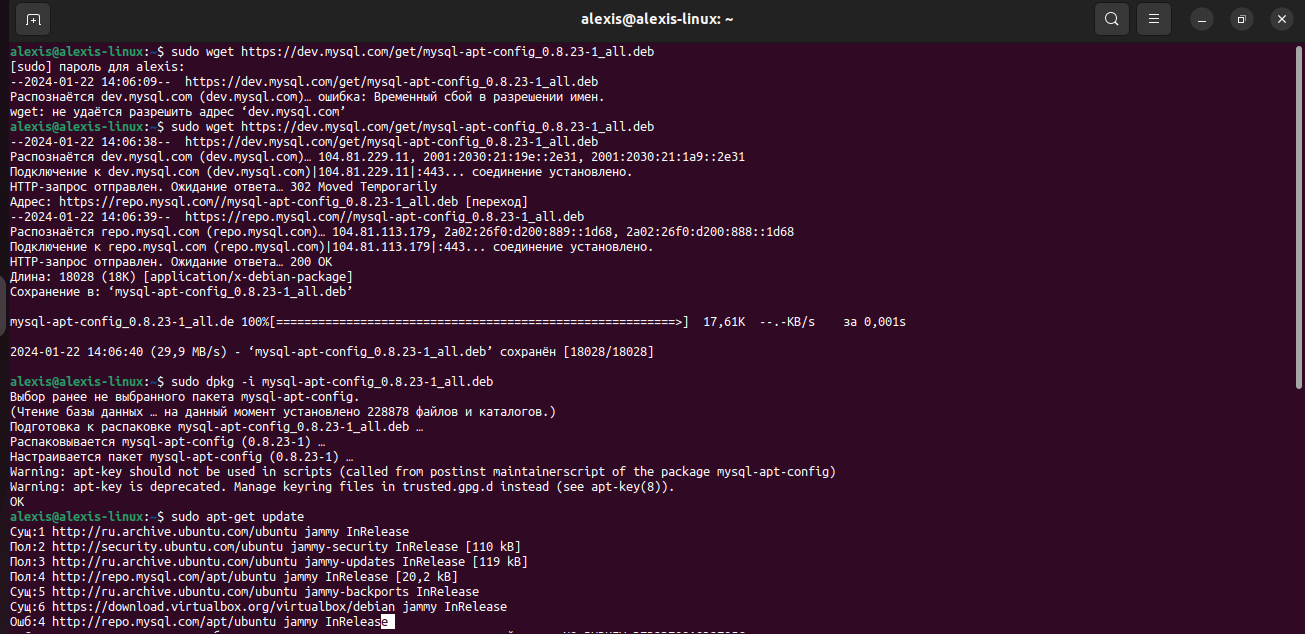 alexis@alexis-linux: ~
alexis@alexis-linux:~$ sudo wget https://dev.mysql.com/get/mysql-apt-config_0.8.23-1_all.deb
[sudo] пароль для alexis:
--2024-01-22 14:06:09--  https://dev.mysql.com/get/mysql-apt-config_0.8.23-1_all.deb
Распознаётся dev.mysql.com (dev.mysql.com)… ошибка: Временный сбой в разрешении имен.
wget: не удаётся разрешить адрес ‘dev.mysql.com’
alexis@alexis-linux:~$ sudo wget https://dev.mysql.com/get/mysql-apt-config_0.8.23-1_all.deb
--2024-01-22 14:06:38--  https://dev.mysql.com/get/mysql-apt-config_0.8.23-1_all.deb
Распознаётся dev.mysql.com (dev.mysql.com)… 104.81.229.11, 2001:2030:21:19e::2e31, 2001:2030:21:1a9::2e31
Подключение к dev.mysql.com (dev.mysql.com)|104.81.229.11|:443... соединение установлено.
HTTP-запрос отправлен. Ожидание ответа… 302 Moved Temporarily
Адрес: https://repo.mysql.com//mysql-apt-config_0.8.23-1_all.deb [переход]
--2024-01-22 14:06:39--  https://repo.mysql.com//mysql-apt-config_0.8.23-1_all.deb
Распознаётся repo.mysql.com (repo.mysql.com)… 104.81.113.179, 2a02:26f0:d200:889::1d68, 2a02:26f0:d200:888::1d68
Подключение к repo.mysql.com (repo.mysql.com)|104.81.113.179|:443... соединение установлено.
HTTP-запрос отправлен. Ожидание ответа… 200 OK
Длина: 18028 (18K) [application/x-debian-package]
Сохранение в: ‘mysql-apt-config_0.8.23-1_all.deb’
mysql-apt-config_0.8.23-1_all.de 100%[=========================================================>]  17,61K  --.-KB/s    за 0,001s
2024-01-22 14:06:40 (29,9 MB/s) - ‘mysql-apt-config_0.8.23-1_all.deb’ сохранён [18028/18028]
alexis@alexis-linux:~$ sudo dpkg -i mysql-apt-config_0.8.23-1_all.deb
Выбор ранее не выбранного пакета mysql-apt-config.
(Чтение базы данных … на данный момент установлено 228878 файлов и каталогов.)
Подготовка к распаковке mysql-apt-config_0.8.23-1_all.deb …
Распаковывается mysql-apt-config (0.8.23-1) …
Настраивается пакет mysql-apt-config (0.8.23-1) …
Warning: apt-key should not be used in scripts (called from postinst maintainerscript of the package mysql-apt-config)
Warning: apt-key is deprecated. Manage keyring files in trusted.gpg.d instead (see apt-key(8)).
OK
alexis@alexis-linux:~$ sudo apt-get update
Сущ:1 http://ru.archive.ubuntu.com/ubuntu jammy InRelease
Пол:2 http://security.ubuntu.com/ubuntu jammy-security InRelease [110 kB]
Пол:3 http://ru.archive.ubuntu.com/ubuntu jammy-updates InRelease [119 kB]
Пол:4 http://repo.mysql.com/apt/ubuntu jammy InRelease [20,2 kB]
Сущ:5 http://ru.archive.ubuntu.com/ubuntu jammy-backports InRelease
Сущ:6 https://download.virtualbox.org/virtualbox/debian jammy InRelease
Ошб:4 http://repo.mysql.com/apt/ubuntu jammy InRelease